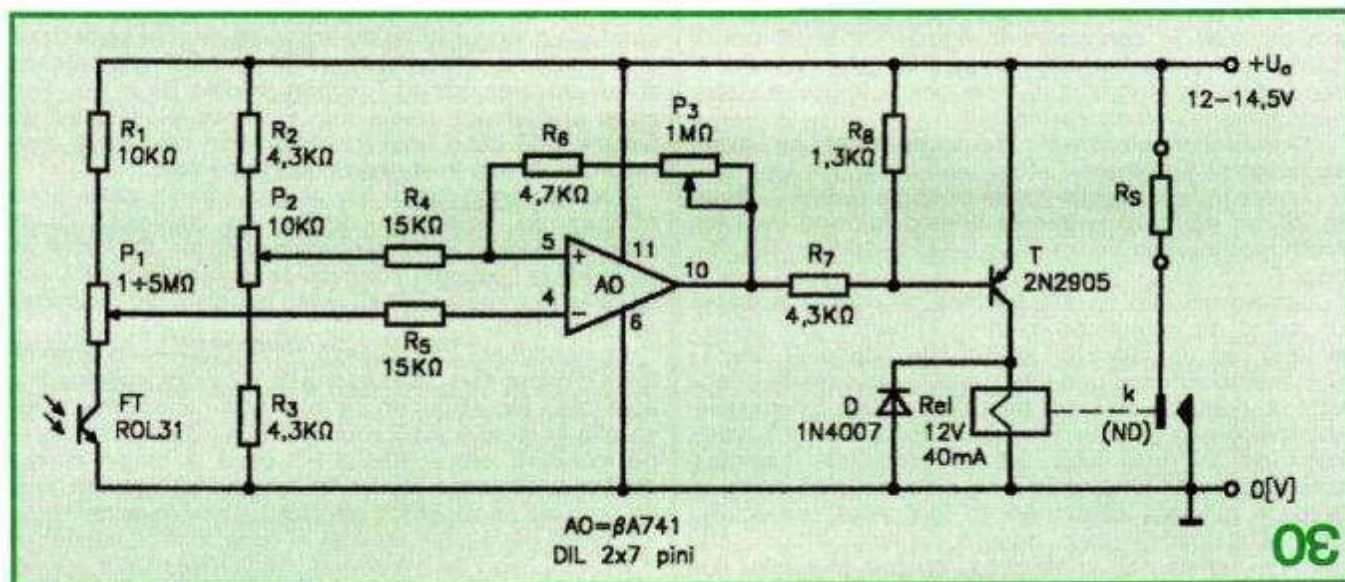 +Uₐ
12-14,5V
R₁
10KΩ
R₂
4,3KΩ
P₂
10KΩ
P₁
1÷5MΩ
R₄
15KΩ
R₅
15KΩ
R₆
4,7KΩ
P₃
1MΩ
R₈
1,3KΩ
5
+
4
-
AO
11
10
6
R₇
4,3KΩ
T
2N2905
Rₛ
FT
ROL31
R₃
4,3KΩ
D
1N4007
Rel
12V
40mA
k
(ND)
0[V]
AO=βA741
DIL 2x7 pini
30